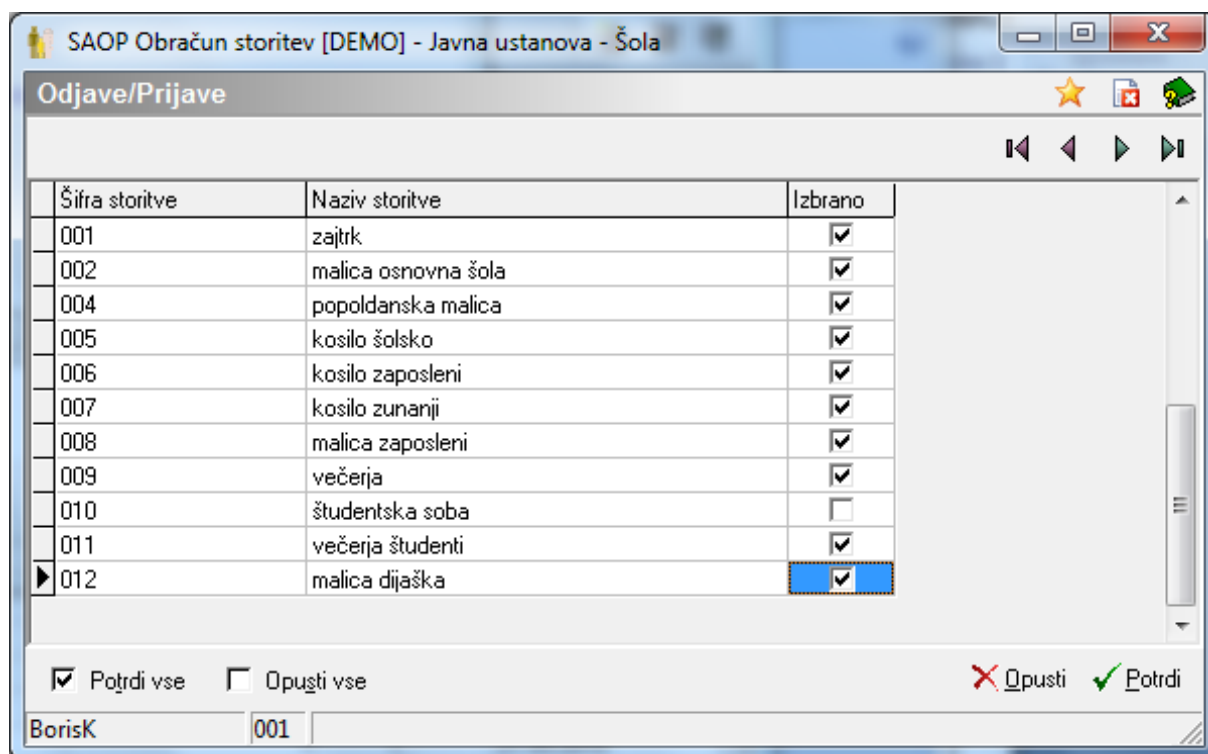 SAOP Obračun storitev [DEMO] - Javna ustanova - Šola
Odjave/Prijave
Šifra storitve Naziv storitve Izbrano
001 zajtrk
002 malica osnovna šola
004 popoldanska malica
005 kosilo šolsko
006 kosilo zaposleni
007 kosilo zunanji
008 malica zaposleni
009 večerja
010 študentska soba
011 večerja študenti
012 malica dijaška
Potrdi vse Opusti vse Opusti Potrdi
BorisK 001